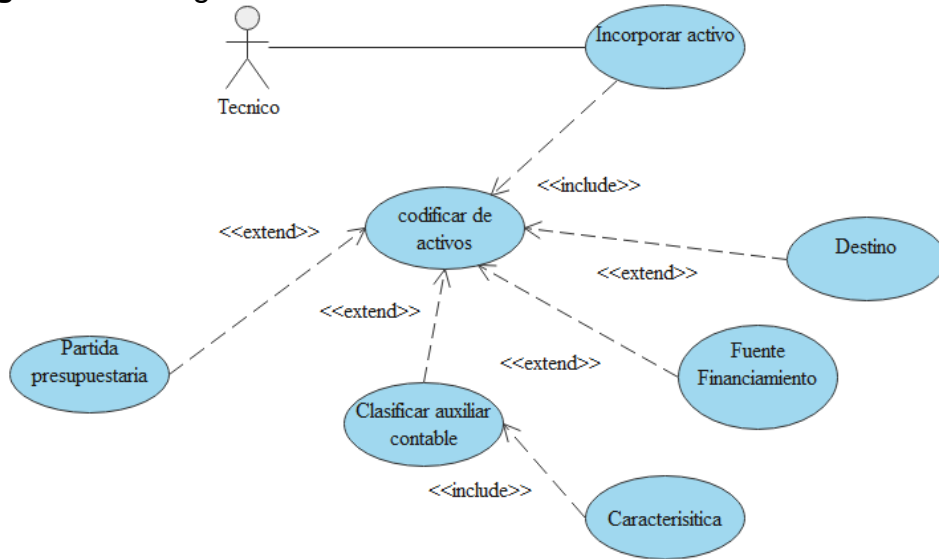 Incorporar activo
Tecnico
<<include>>
codificar de
activos
<<extend>>
Destino
<<extend>>
<<extend>>
Partida
presupuestaria
Fuente
Financiamiento
<<extend>>
Clasificar auxiliar
contable
<<include>>
Caracterisitica